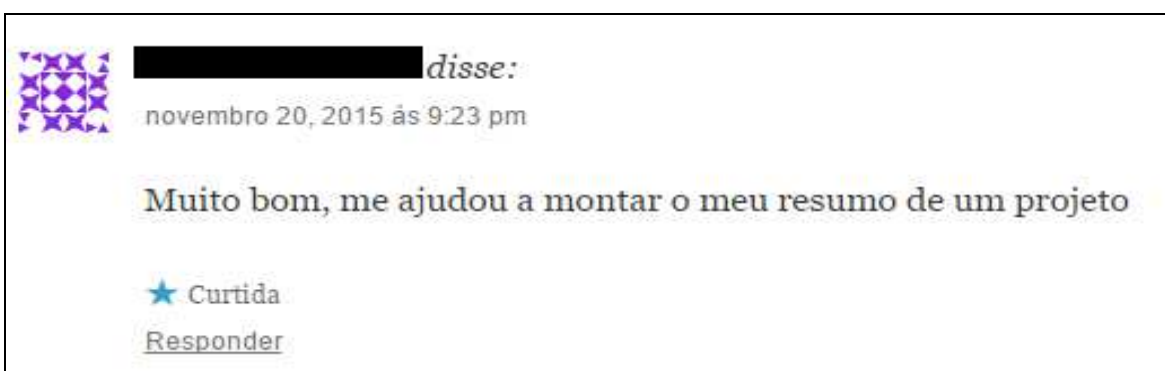 disse:
novembro 20, 2015 às 9:23 pm
Muito bom, me ajudou a montar o meu resumo de um projeto
Curtida
Responder